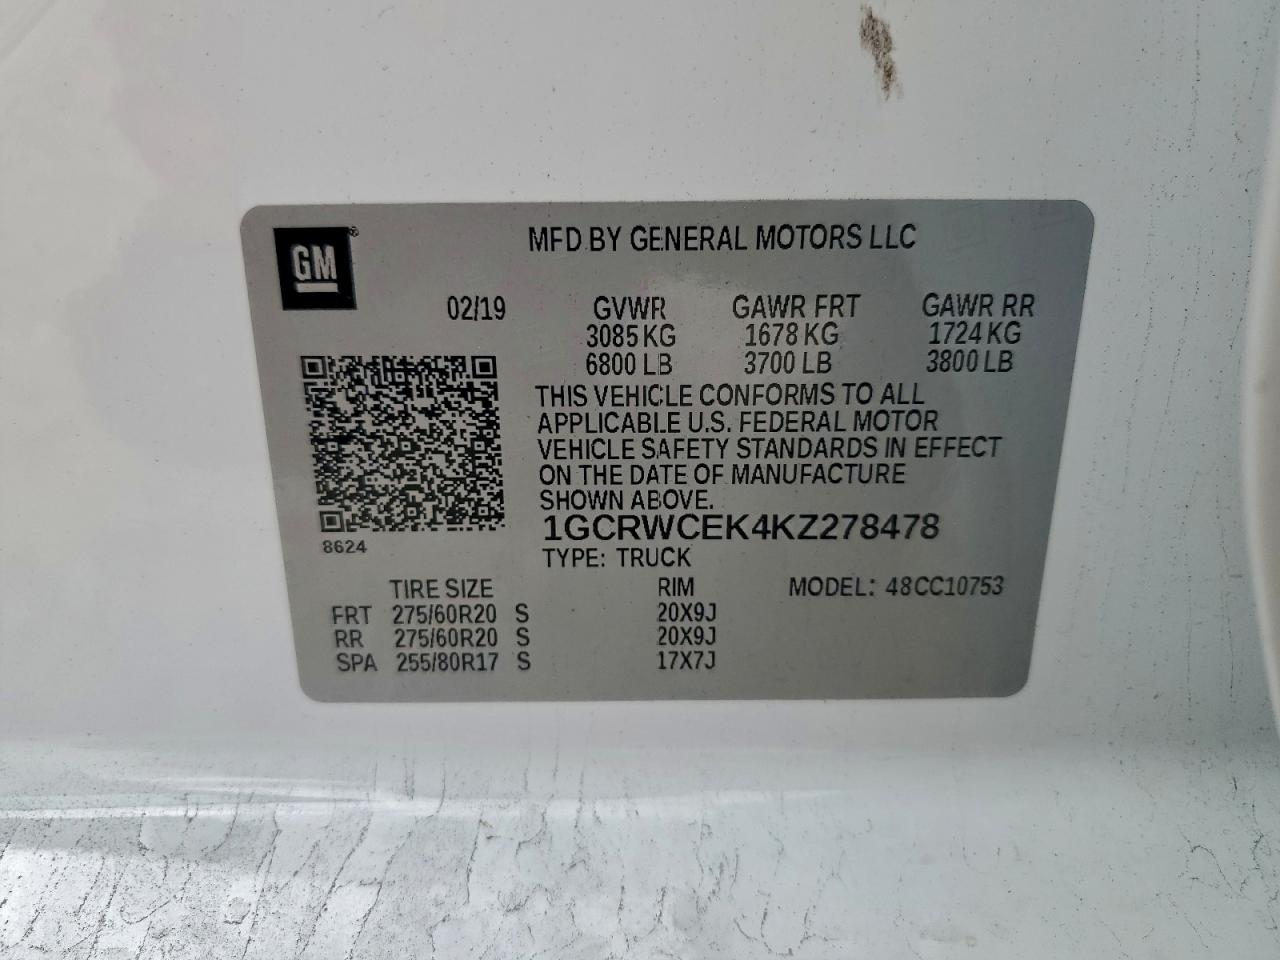 GM®
MFD BY GENERAL MOTORS LLC
02/19 GVWR GAWR FRT GAWR RR
3085 KG 1678 KG 1724 KG
6800 LB 3700 LB 3800 LB
THIS VEHICLE CONFORMS TO ALL
APPLICABLE U.S. FEDERAL MOTOR
VEHICLE SAFETY STANDARDS IN EFFECT
ON THE DATE OF MANUFACTURE
SHOWN ABOVE.
1GCRWCEK4KZ278478
8624
TYPE: TRUCK
TIRE SIZE RIM MODEL: 48CC10753
FRT 275/60R20 S 20X9J
RR 275/60R20 S 20X9J
SPA 255/80R17 S 17X7J